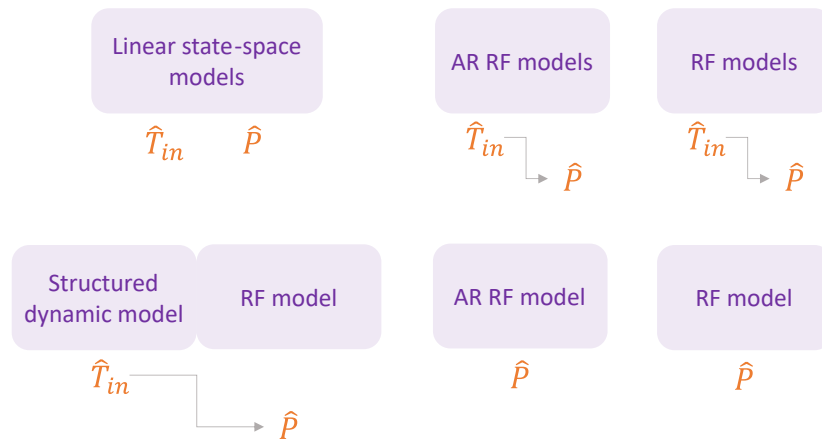 Linear state-space
models
AR RF models
RF models
T̂in P̂
T̂in
P̂
T̂in
P̂
Structured
dynamic model
RF model
AR RF model
RF model
T̂in
P̂
P̂
P̂